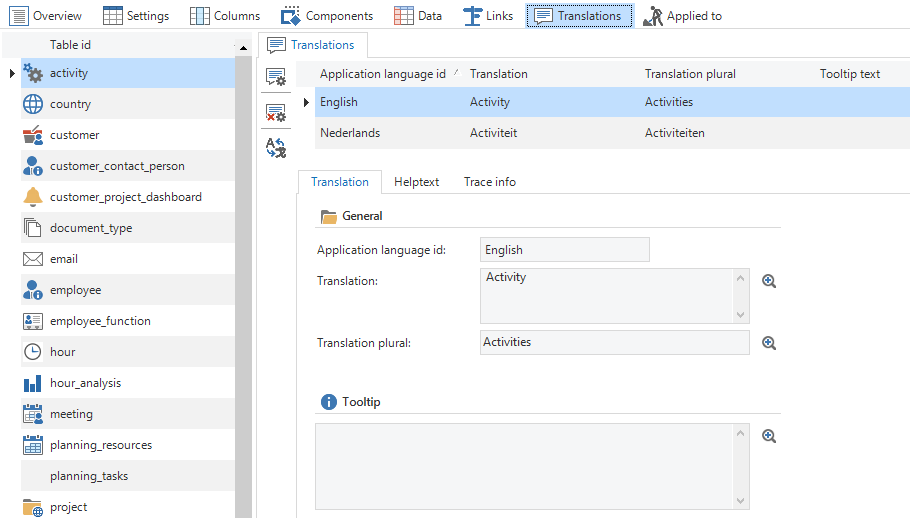 Overview Settings Columns Components Data Links Translations Applied to
Table id
activity
country
customer
customer_contact_person
customer_project_dashboard
document_type
email
employee
employee_function
hour
hour_analysis
meeting
planning_resources
planning_tasks
project
Translations
Application language id Translation Translation plural Tooltip text
English Activity Activities
Nederlands Activiteit Activiteiten
Translation Helptext Trace info
General
Application language id: English
Translation: Activity
Translation plural: Activities
Tooltip